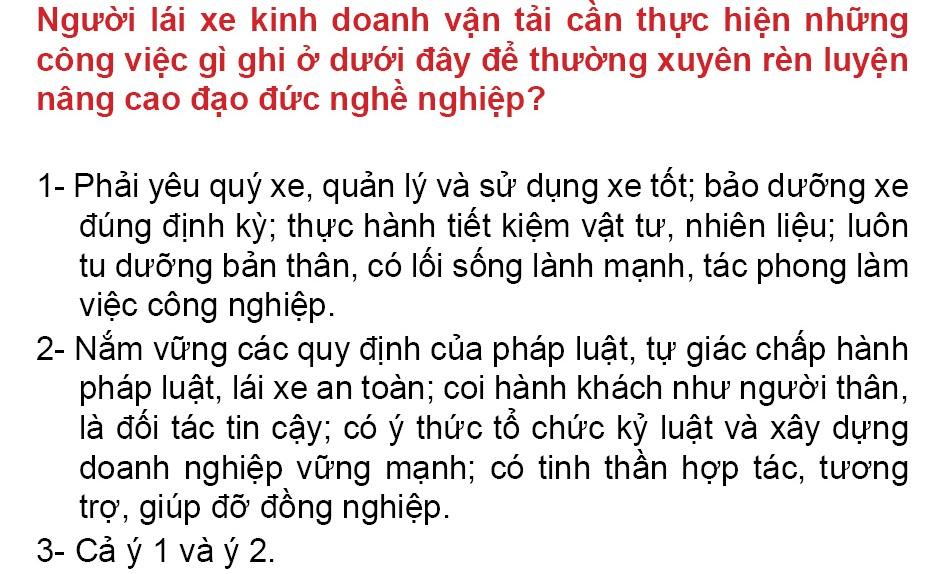 Người lái xe kinh doanh vận tải cần thực hiện những
công việc gì ghi ở dưới đây để thường xuyên rèn luyện
nâng cao đạo đức nghề nghiệp?
1- Phải yêu quý xe, quản lý và sử dụng xe tốt; bảo dưỡng xe
đúng định kỳ; thực hành tiết kiệm vật tư, nhiên liệu; luôn
tu dưỡng bản thân, có lối sống lành mạnh, tác phong làm
việc công nghiệp.
2- Nắm vững các quy định của pháp luật, tự giác chấp hành
pháp luật, lái xe an toàn; coi hành khách như người thân,
là đối tác tin cậy; có ý thức tổ chức kỷ luật và xây dựng
doanh nghiệp vững mạnh; có tinh thần hợp tác, tương
trợ, giúp đỡ đồng nghiệp.
3- Cả ý 1 và ý 2.